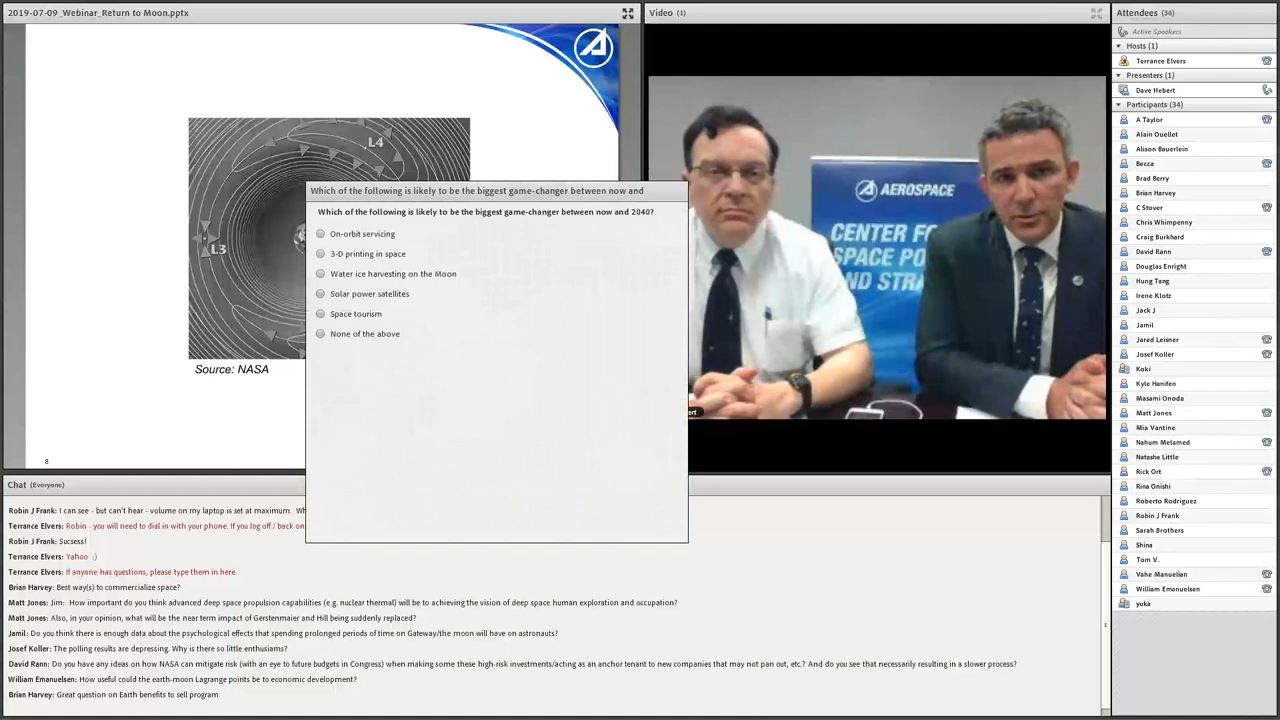 2019-07-09_Webinar_Return to Moon.pptx
L4
L3
Source: NASA
8
Which of the following is likely to be the biggest game-changer between now and
Which of the following is likely to be the biggest game-changer between now and 2040?
On-orbit servicing
3-D printing in space
Water ice harvesting on the Moon
Solar power satellites
Space tourism
None of the above
Video (1)
AEROSPACE
CENTER FO
SPACE PO
ND STRA
ert
Chat (Everyone)
Robin J Frank: I can see - but can't hear - volume on my laptop is set at maximum.
Terrance Elvers: Robin - you will need to dial in with your phone. If you log off / back on
Robin J Frank: Sucsess!
Terrance Elvers: Yahoo :)
Terrance Elvers: If anyone has questions, please type them in here.
Brian Harvey: Best way(s) to commercialize space?
Matt Jones: Jim: How important do you think advanced deep space propulsion capabilities (e.g. nuclear thermal) will be to achieving the vision of deep space human exploration and occupation?
Matt Jones: Also, in your opinion, what will be the near term impact of Gerstenmaier and Hill being suddenly replaced?
Jamil: Do you think there is enough data about the psychological effects that spending prolonged periods of time on Gateway/the moon will have on astronauts?
Josef Koller: The polling results are depressing. Why is there so little enthusiams?
David Rann: Do you have any ideas on how NASA can mitigate risk (with an eye to future budgets in Congress) when making some these high-risk investments/acting as an anchor tenant to new companies that may not pan out, etc.? And do you see that necessarily resulting in a slower process?
William Emanuelsen: How useful could the earth-moon Lagrange points be to economic development?
Brian Harvey: Great question on Earth benefits to sell program
Attendees (36)
Active Speakers
Hosts (1)
Terrance Elvers
Presenters (1)
Dave Hebert
Participants (34)
A Taylor
Alain Ouellet
Alison Bauerlein
Becca
Brad Berry
Brian Harvey
C Stover
Chris Whimpenny
Craig Burkhard
David Rann
Douglas Enright
Hung Tang
Irene Klotz
Jack J
Jamil
Jared Leisner
Josef Koller
Koki
Kyle Hanifen
Masami Onoda
Matt Jones
Mia Vantine
Nahum Melamed
Natasha Little
Rick Ort
Rina Onishi
Roberto Rodriguez
Robin J Frank
Sarah Brothers
Shina
Tom V.
Vahe Manuelian
William Emanuelsen
yuka